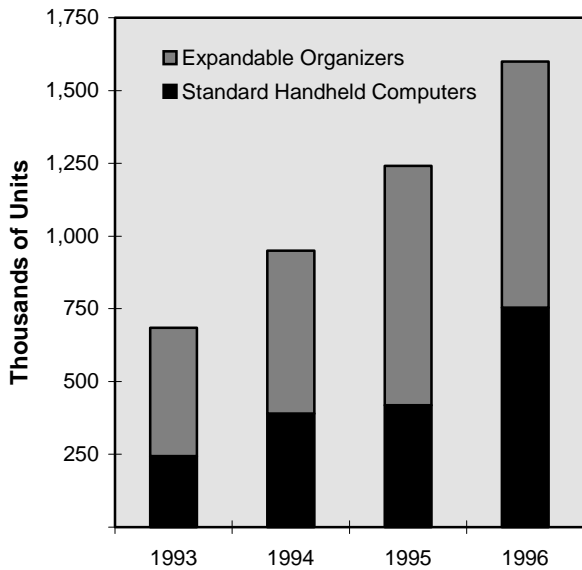 1,750
Expandable Organizers
1,500
Standard Handheld Computers
1,250
1,000
750
500
250
Thousands of Units
1993 1994 1995 1996